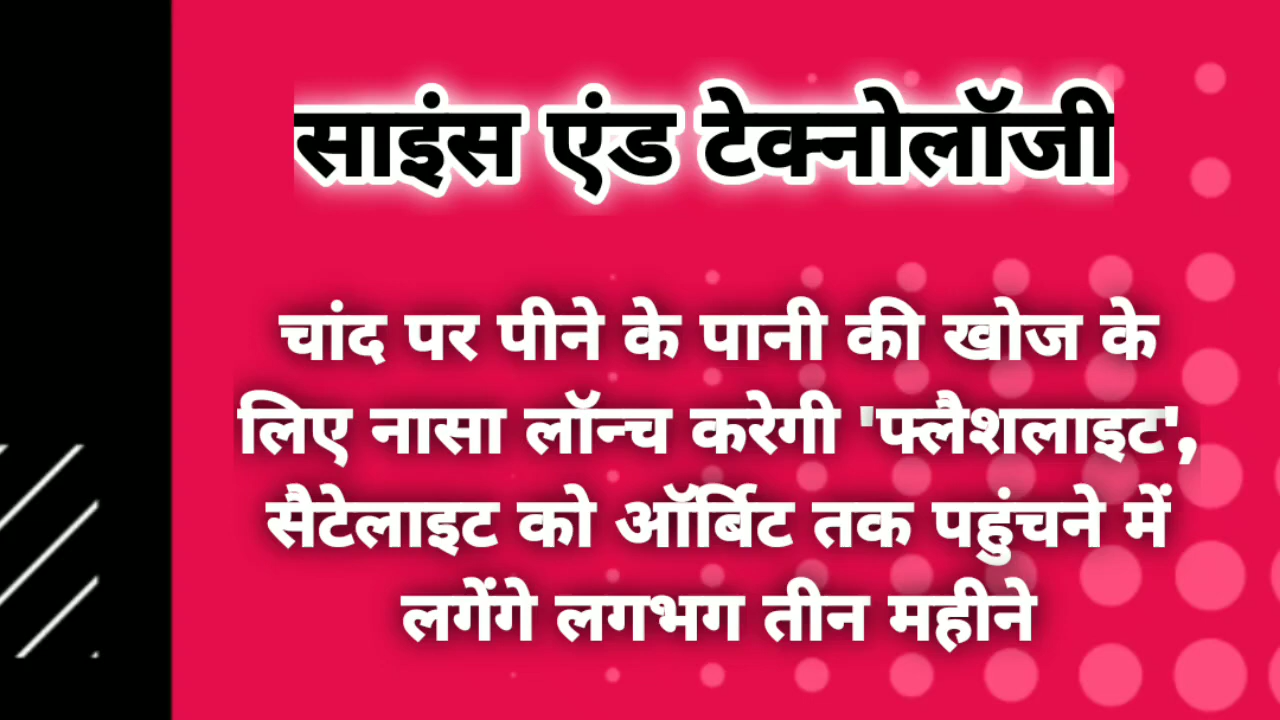 साइंस एंड टेक्नोलॉजी
चांद पर पीने के पानी की खोज के
लिए नासा लॉन्च करेगी 'फ्लैशलाइट',
सैटेलाइट को ऑर्बिट तक पहुंचने में
लगेंगे लगभग तीन महीने